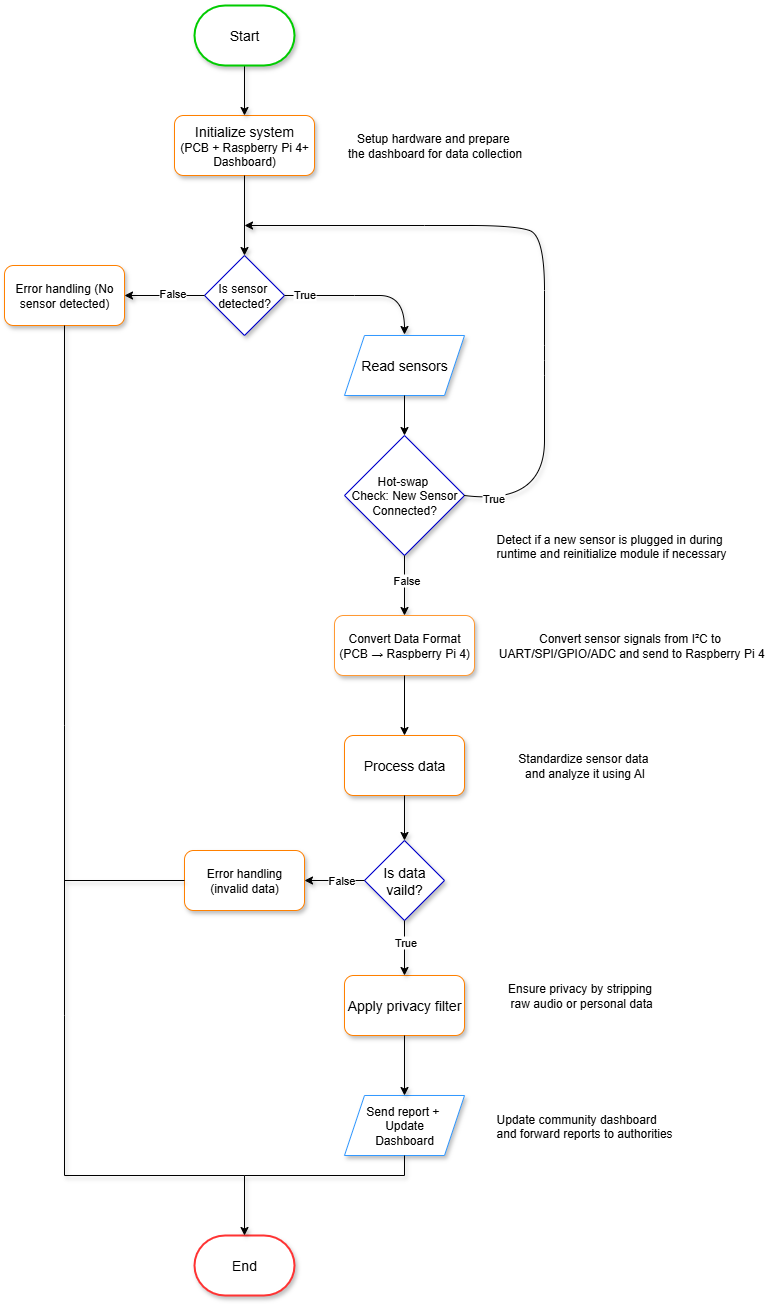 Start
Initialize system
(PCB + Raspberry Pi 4+
Dashboard)
Setup hardware and prepare
the dashboard for data collection
Error handling (No
sensor detected)
False
Is sensor
detected?
True
Read sensors
Hot-swap
Check: New Sensor
Connected?
True
Detect if a new sensor is plugged in during
runtime and reinitialize module if necessary
False
Convert Data Format
(PCB → Raspberry Pi 4)
Convert sensor signals from I²C to
UART/SPI/GPIO/ADC and send to Raspberry Pi 4
Process data
Standardize sensor data
and analyze it using AI
Error handling
(invalid data)
False
Is data
vaild?
True
Apply privacy filter
Ensure privacy by stripping
raw audio or personal data
Send report +
Update
Dashboard
Update community dashboard
and forward reports to authorities
End